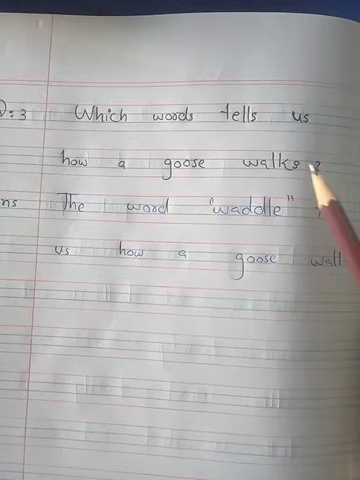 Q:3 Which words tells us
how a goose walks ?
ns The word "waddle"
us how a goose